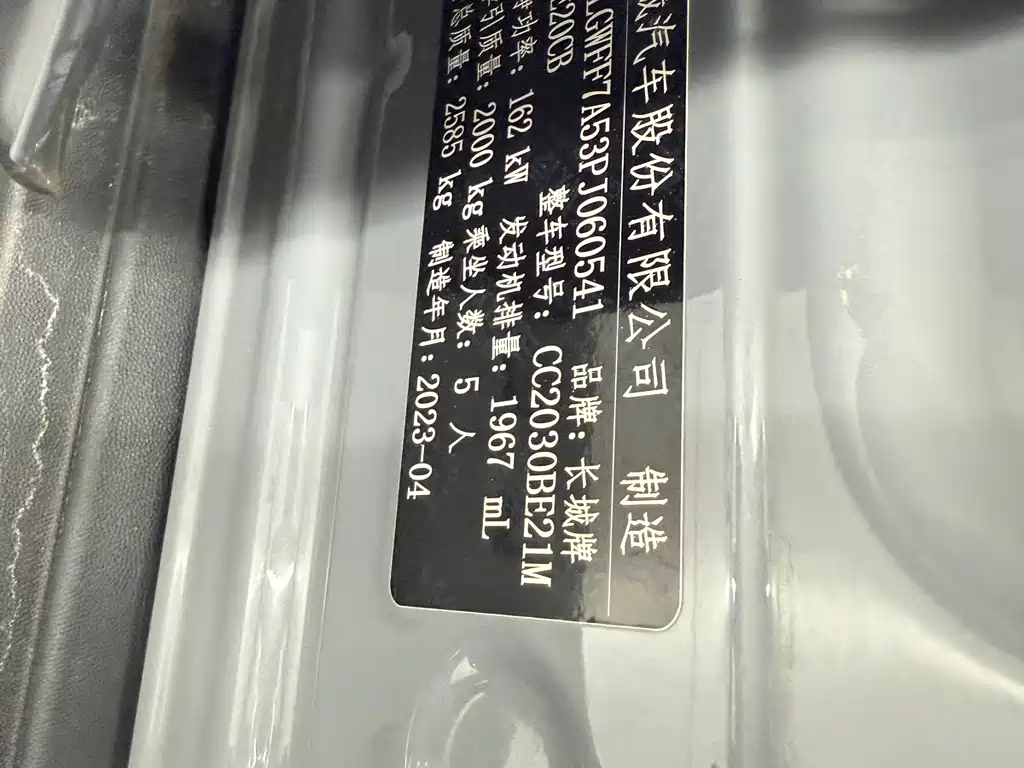 汽车股份有限公司 制造
LGWFF7A53PJ060541 品牌：长城牌
E20CB 整车型号：CC2030BE21M
功率：162 kW 发动机排量：1967 mL
引质量：2000 kg 乘坐人数：5 人
总质量：2585 kg 制造年月：2023-04